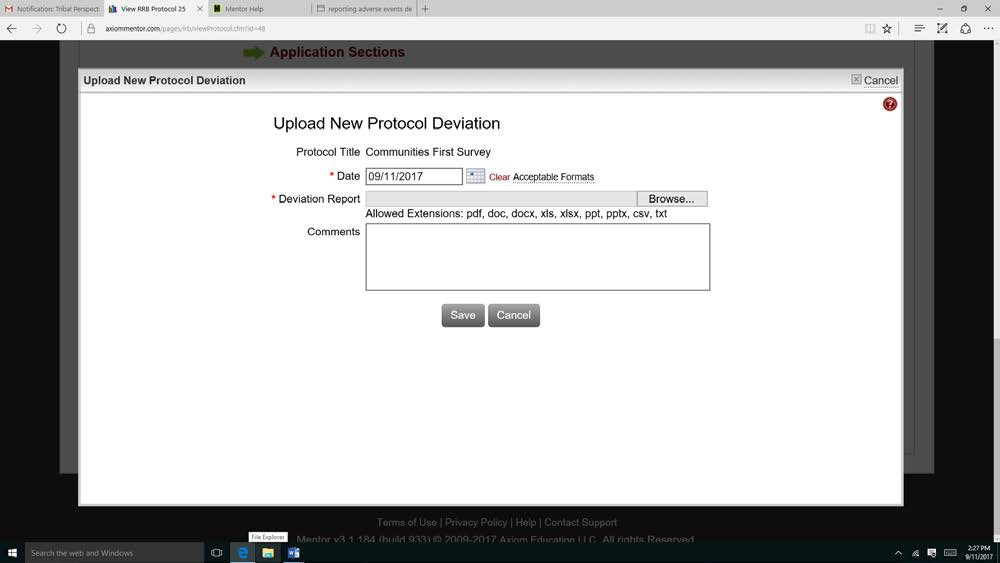 Notification: Tribal Perspect
View RRB Protocol 25
Mentor Help
reporting adverse events de
axiommentor.com/pages/irb/viewProtocol.cfm?id=48
Application Sections
Upload New Protocol Deviation
Cancel
?
Upload New Protocol Deviation
Protocol Title Communities First Survey
* Date 09/11/2017 Clear Acceptable Formats
* Deviation Report Browse...
Allowed Extensions: pdf, doc, docx, xls, xlsx, ppt, pptx, csv, txt
Comments
Save Cancel
Terms of Use | Privacy Policy | Help | Contact Support
Mentor v3.1.184 (build 933) © 2009-2017 Axiom Education LLC. All rights Reserved
File Explorer
Search the web and Windows
2:27 PM
9/11/2017